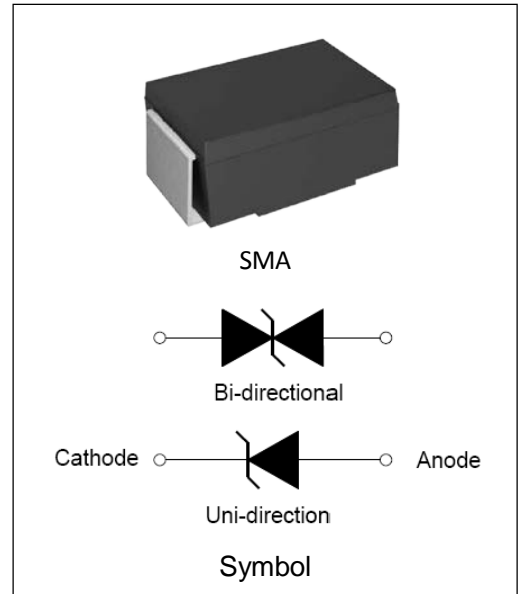 SMA
Bi-directional
Cathode Anode
Uni-direction
Symbol